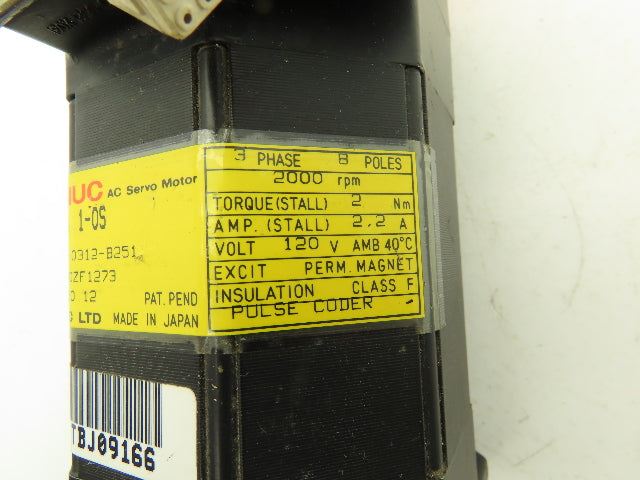 NUC AC Servo Motor
1-0S
0312-B251
ZF1273
12 PAT. PEND
LTD MADE IN JAPAN
3 PHASE 8 POLES
2000 rpm
TORQUE(STALL) 2 Nm
AMP. (STALL) 2.2 A
VOLT 120 V AMB 40°C
EXCIT PERM. MAGNET
INSULATION CLASS F
PULSE CODER -
TBJ09166